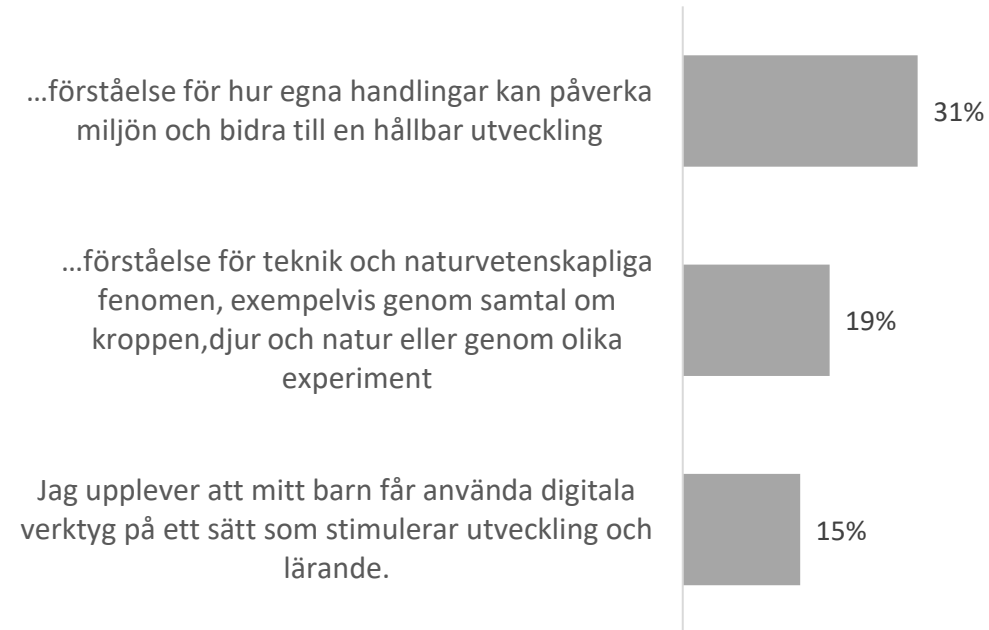 ...förståelse för hur egna handlingar kan påverka
miljön och bidra till en hållbar utveckling
31%
...förståelse för teknik och naturvetenskapliga
fenomen, exempelvis genom samtal om
kroppen,djur och natur eller genom olika
experiment
19%
Jag upplever att mitt barn får använda digitala
verktyg på ett sätt som stimulerar utveckling och
lärande.
15%